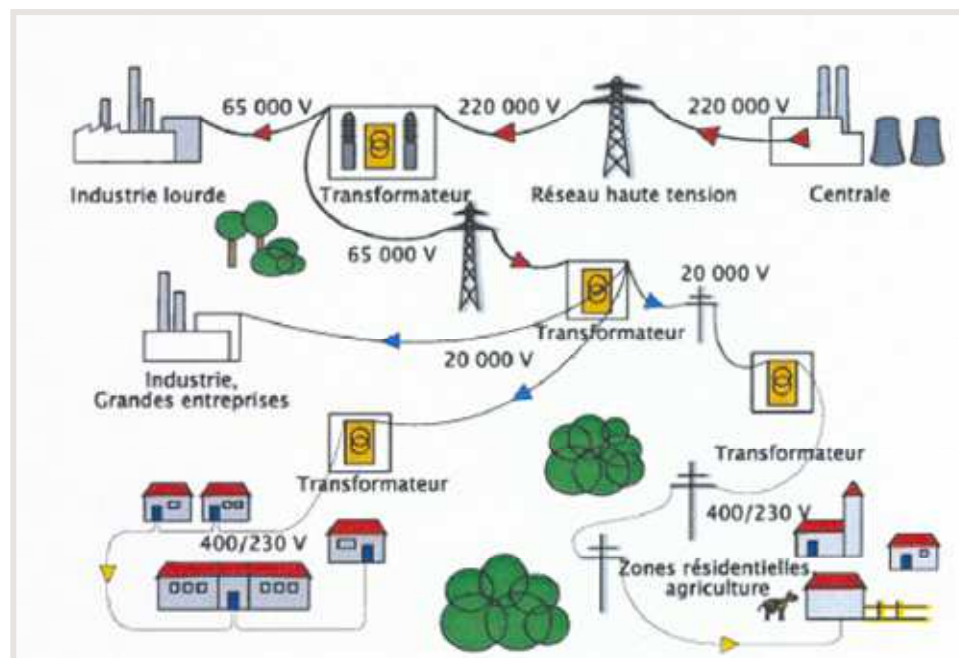 65 000 V
220 000 V
220 000 V
Industrie lourde
Transformateur
Réseau haute tension
Centrale
65 000 V
20 000 V
Transformateur
20 000 V
Industrie,
Grandes entreprises
Transformateur
Transformateur
400/230 V
400/230 V
Zones résidentielles
agriculture